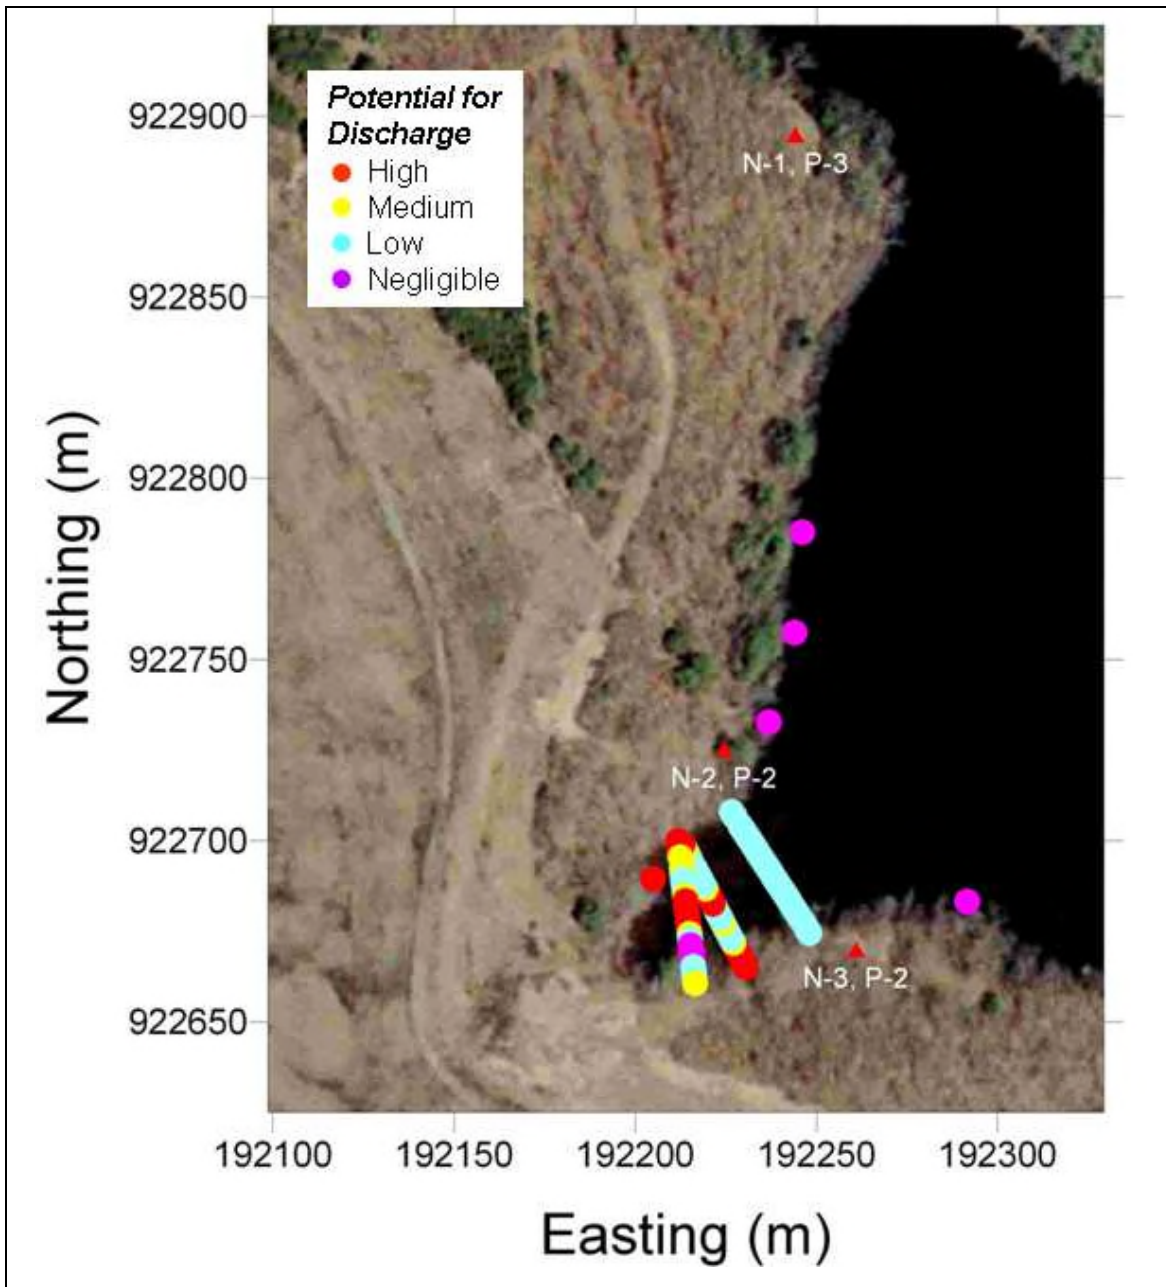 Potential for
Discharge
High
Medium
Low
Negligible
N-1, P-3
N-2, P-2
N-3, P-2
922900
922850
922800
922750
922700
922650
Northing (m)
192100 192150 192200 192250 192300
Easting (m)